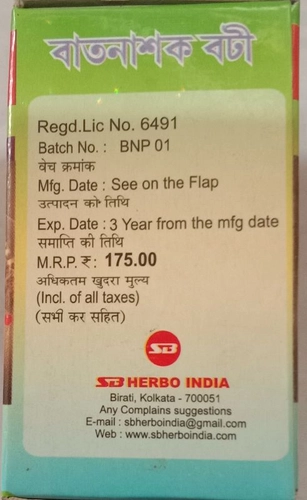 বাতনাশক বটী
Regd.Lic No. 6491
Batch No. : BNP 01
वेच क्रमांक
Mfg. Date : See on the Flap
उत्पादन को तिथि
Exp. Date : 3 Year from the mfg date
समाप्ति की तिथि
M.R.P. ₹ : 175.00
अधिकतम खुदरा मुल्य
(Incl. of all taxes)
(सभी कर सहित)
SB
SB HERBO INDIA
Birati, Kolkata - 700051
Any Complains suggestions
E-mail : sbherboindia@gmail.com
Web : www.sbherboindia.com